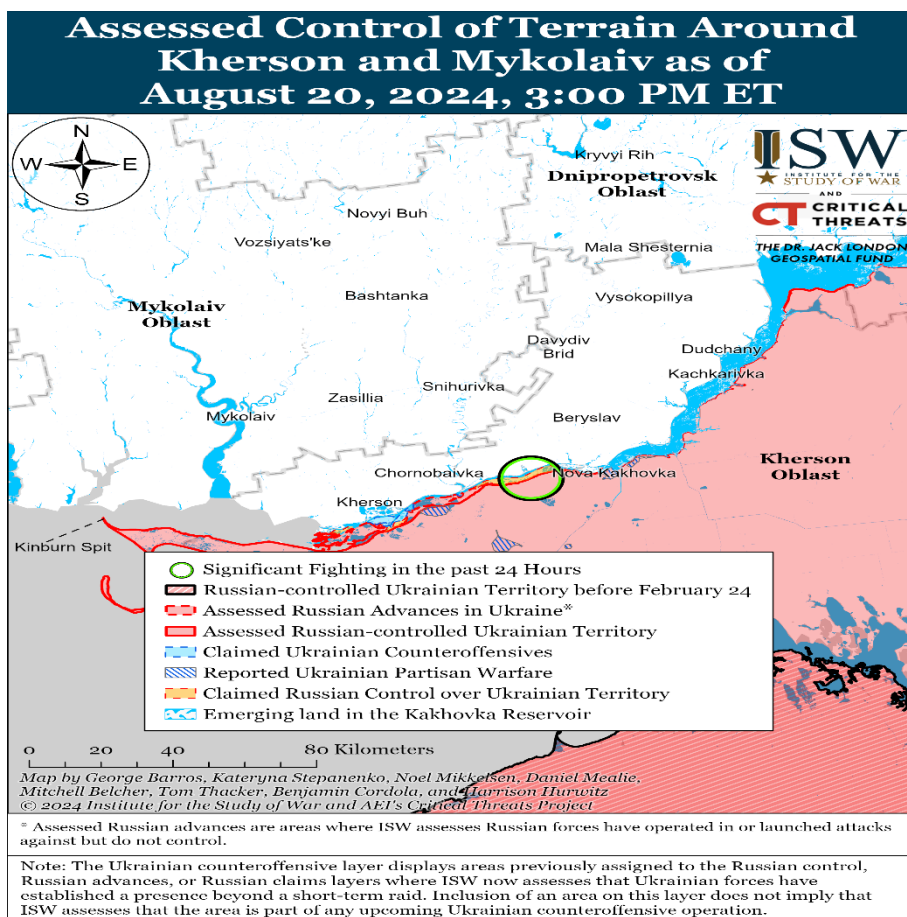 Assessed Control of Terrain Around
Kherson and Mykolaiv as of
August 20, 2024, 3:00 PM ET
N
W E
S
Kryvyi Rih
Dnipropetrovsk
Oblast
ISW
INSTITUTE FOR THE
STUDY OF WAR
AND
CT CRITICAL
THREATS
THE DR. JACK LONDON
GEOSPATIAL FUND
Novyi Buh
Vozsiyats'ke
Mala Shesternia
Bashtanka
Vysokopillya
Mykolaiv
Oblast
Davydiv
Brid
Dudchany
Kachkarivka
Snihurivka
Zasillia
Mykolaiv
Beryslav
Chornobaivka
Nova Kakhovka
Kherson
Oblast
Kherson
Kinburn Spit
Significant Fighting in the past 24 Hours
Russian-controlled Ukrainian Territory before February 24
Assessed Russian Advances in Ukraine*
Assessed Russian-controlled Ukrainian Territory
Claimed Ukrainian Counteroffensives
Reported Ukrainian Partisan Warfare
Claimed Russian Control over Ukrainian Territory
Emerging land in the Kakhovka Reservoir
0 20 40 80 Kilometers
Map by George Barros, Kateryna Stepanenko, Noel Mikkelsen, Daniel Mealie,
Mitchell Belcher, Tom Thacker, Benjamin Cordola, and Harrison Hurwitz
© 2024 Institute for the Study of War and AEI's Critical Threats Project
* Assessed Russian advances are areas where ISW assesses Russian forces have operated in or launched attacks
against but do not control.
Note: The Ukrainian counteroffensive layer displays areas previously assigned to the Russian control,
Russian advances, or Russian claims layers where ISW now assesses that Ukrainian forces have
established a presence beyond a short-term raid. Inclusion of an area on this layer does not imply that
ISW assesses that the area is part of any upcoming Ukrainian counteroffensive operation.